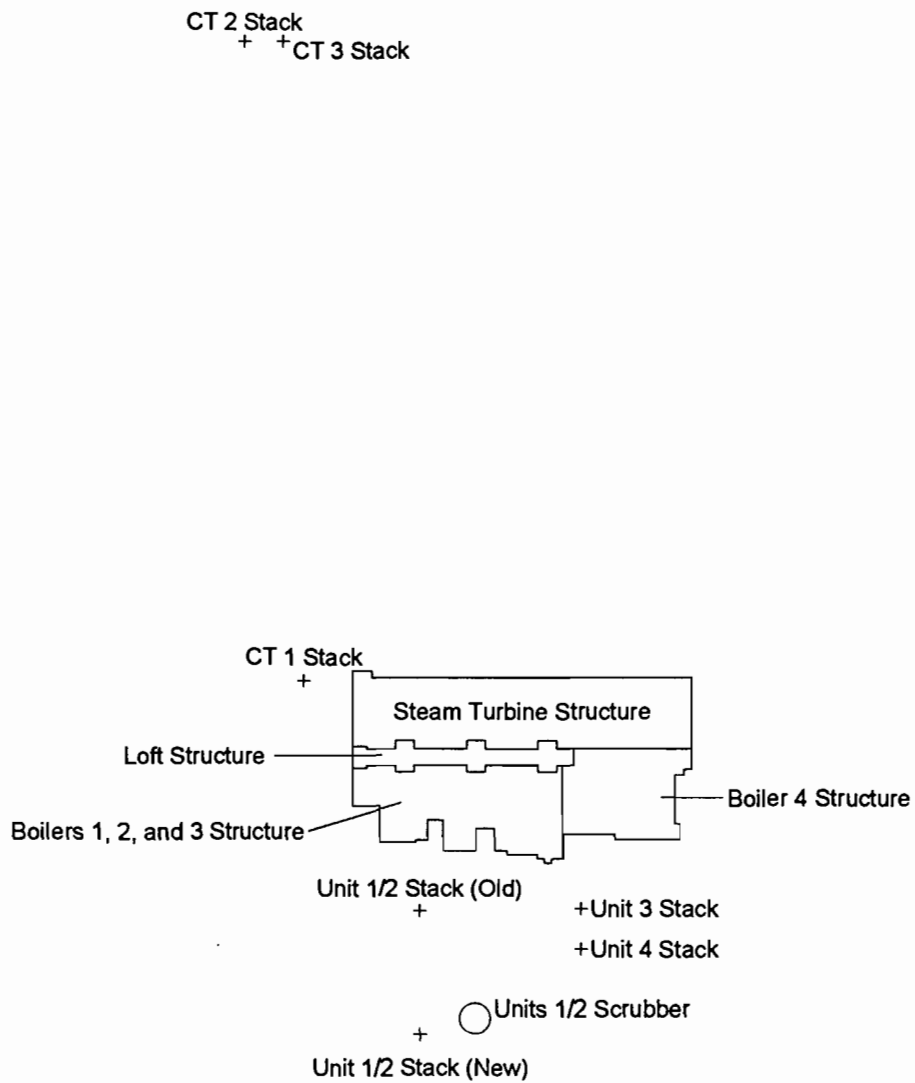 CT 2 Stack
CT 3 Stack
CT 1 Stack
Steam Turbine Structure
Loft Structure
Boiler 4 Structure
Boilers 1, 2, and 3 Structure
Unit 1/2 Stack (Old)
Unit 3 Stack
Unit 4 Stack
Units 1/2 Scrubber
Unit 1/2 Stack (New)